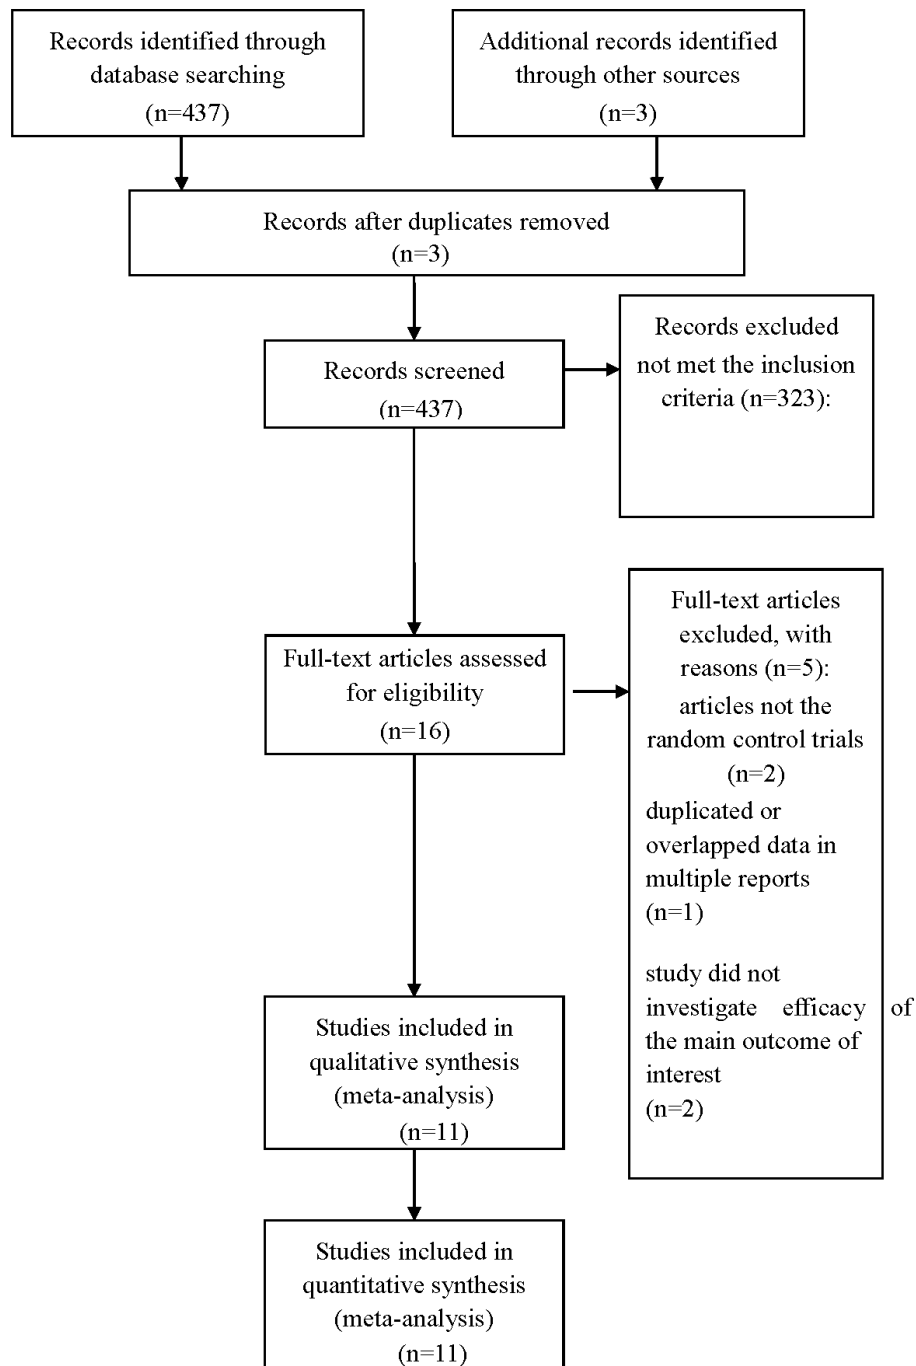 Records identified through
database searching
(n=437)
Additional records identified
through other sources
(n=3)
Records after duplicates removed
(n=3)
Records screened
(n=437)
Records excluded
not met the inclusion
criteria (n=323):
Full-text articles assessed
for eligibility
(n=16)
Full-text articles
excluded, with
reasons (n=5):
articles not the
random control trials
(n=2)
duplicated or
overlapped data in
multiple reports
(n=1)
study did not
investigate efficacy of
the main outcome of
interest
(n=2)
Studies included in
qualitative synthesis
(meta-analysis)
(n=11)
Studies included in
quantitative synthesis
(meta-analysis)
(n=11)